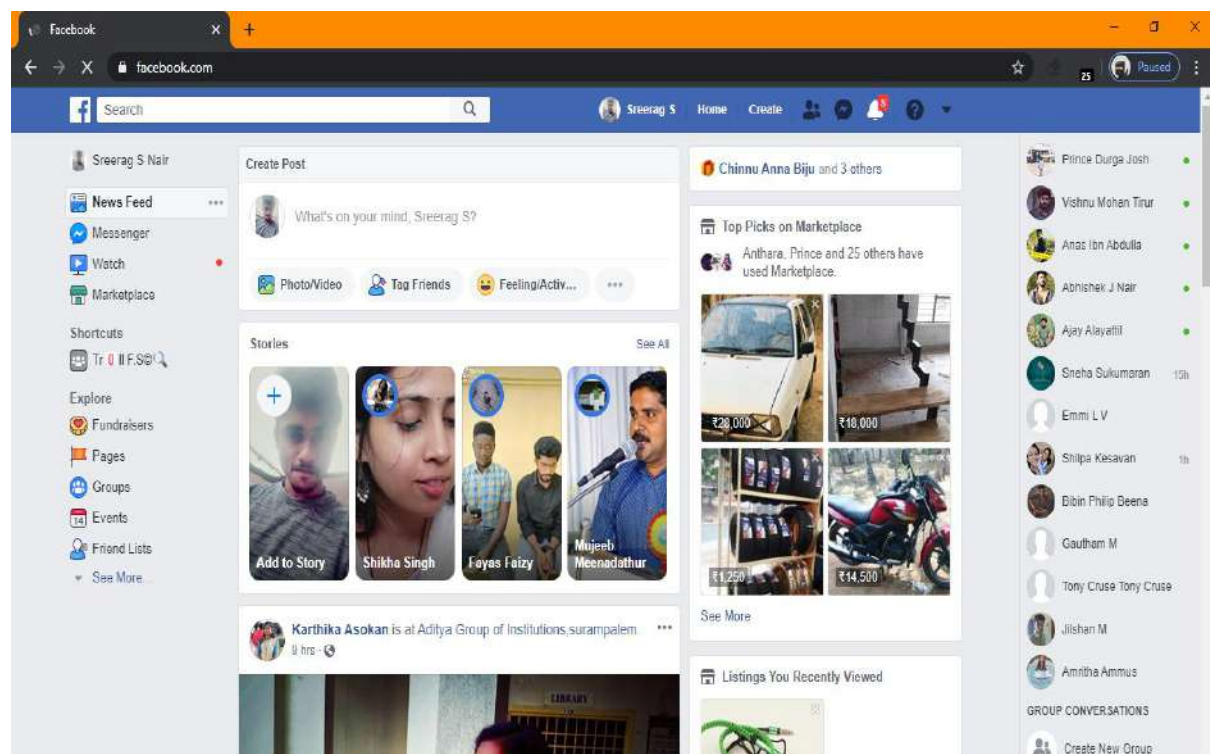 Facebook
facebook.com
25
Paused
Search
Sreerag S
Home
Create
Sreerag S Nair
News Feed
Messenger
Watch
Marketplace
Shortcuts
Explore
Fundraisers
Pages
Groups
14
Events
Friend Lists
See More...
Create Post
What's on your mind, Sreerag S?
Photo/Video
Tag Friends
Feeling/Activ...
Stories
See All
Add to Story
Shikha Singh
Fayas Faizy
Mujeeb
Meenadathur
Karthika Asokan is at Aditya Group of Institutions,surampalem
9 hrs
LIBRARY
Chinnu Anna Biju and 3 others
Top Picks on Marketplace
Anthara, Prince and 25 others have
used Marketplace.
₹28,000
₹18,000
₹1,250
₹14,500
See More
Listings You Recently Viewed
Prince Durga Josh
Vishnu Mohan Tirur
Anas Ibn Abdulla
Abhishek J Nair
Ajay Alayattil
Sneha Sukumaran
15h
Emmi L V
Shilpa Kesavan
1h
Bibin Philip Beena
Gautham M
Tony Cruse Tony Cruse
Jilshan M
Amritha Ammus
GROUP CONVERSATIONS
Create New Group